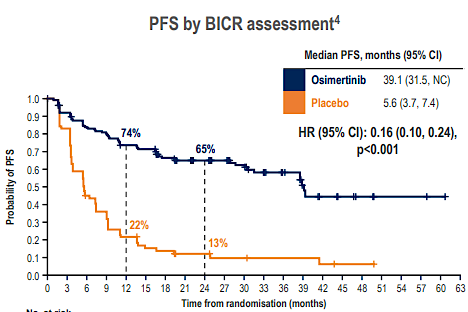 PFS by BICR assessment4
Median PFS, months (95% CI)
Osimertinib 39.1 (31.5, NC)
Placebo 5.6 (3.7, 7.4)
HR (95% CI): 0.16 (0.10, 0.24),
p<0.001
Probability of PFS
1.0
0.9
0.8
0.7
0.6
0.5
0.4
0.3
0.2
0.1
0.0
74%
65%
22%
13%
0 3 6 9 12 15 18 21 24 27 30 33 36 39 42 45 48 51 54 57 60 63
Time from randomisation (months)